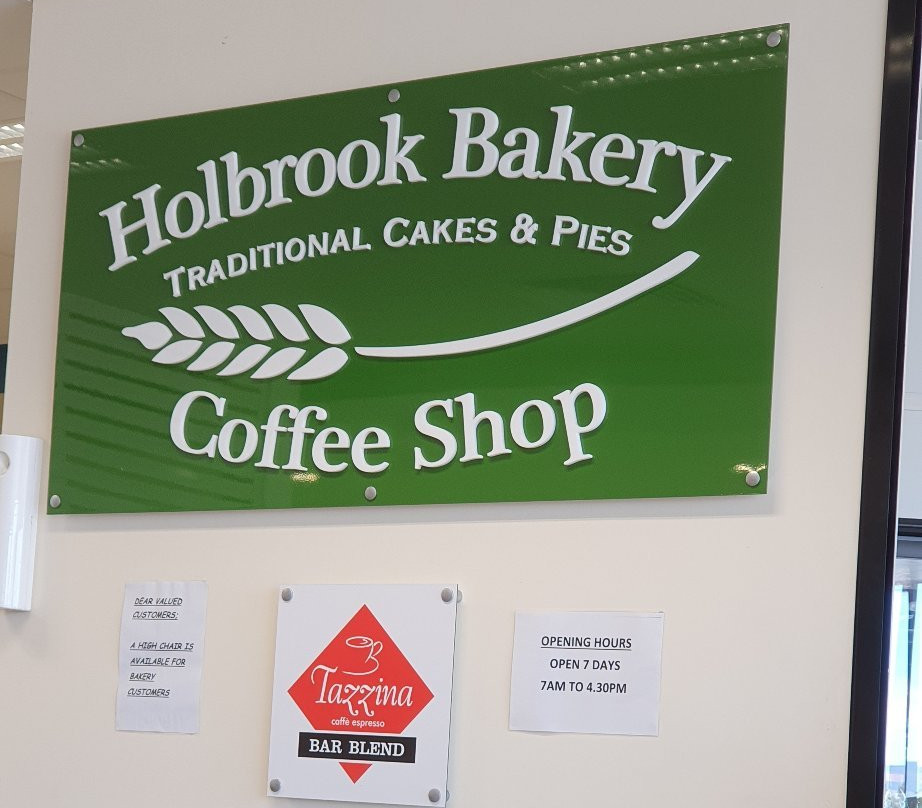 Holbrook Bakery
TRADITIONAL CAKES & PIES
Coffee Shop
DEAR VALUED
CUSTOMERS:
A HIGH CHAIR IS
AVAILABLE FOR
BAKERY
CUSTOMERS
Tazzina
caffè espresso
BAR BLEND
OPENING HOURS
OPEN 7 DAYS
7AM TO 4.30PM